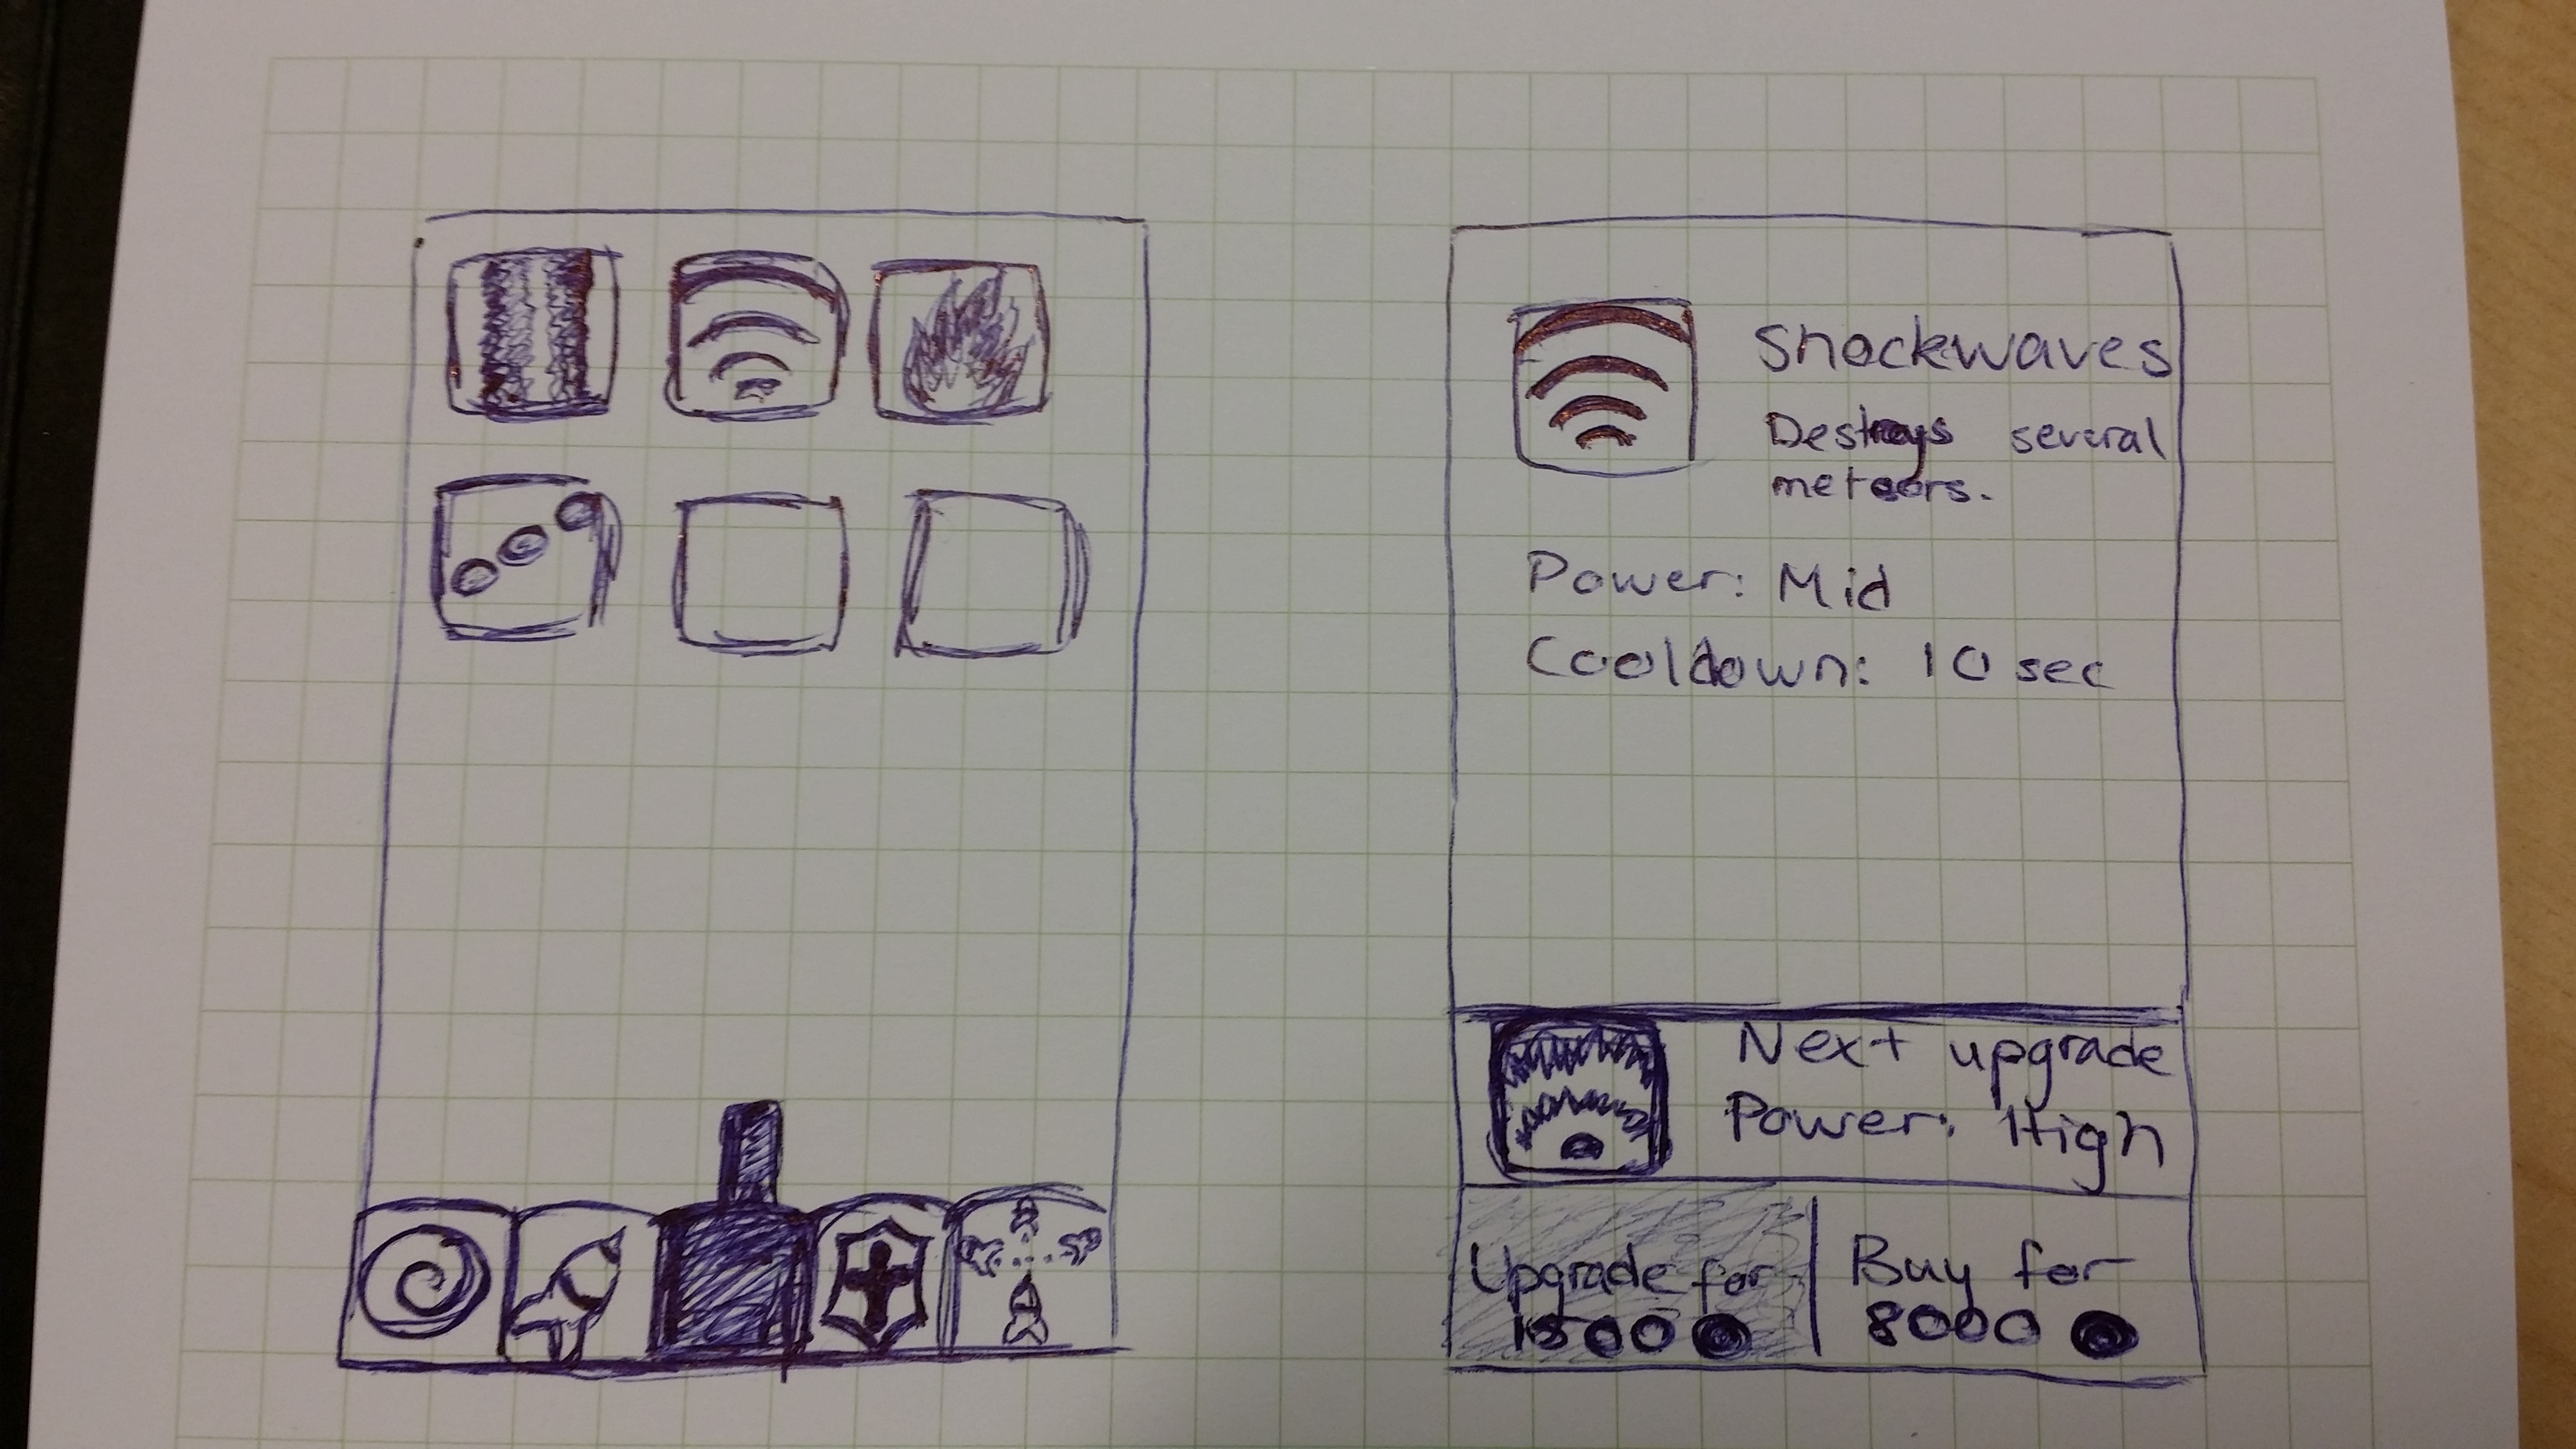 Shockwaves
Destroys several
meteors.
Power: Mid
Cooldown: 10 sec
Next upgrade
Power: High
Upgrade for
1500
Buy for
8000